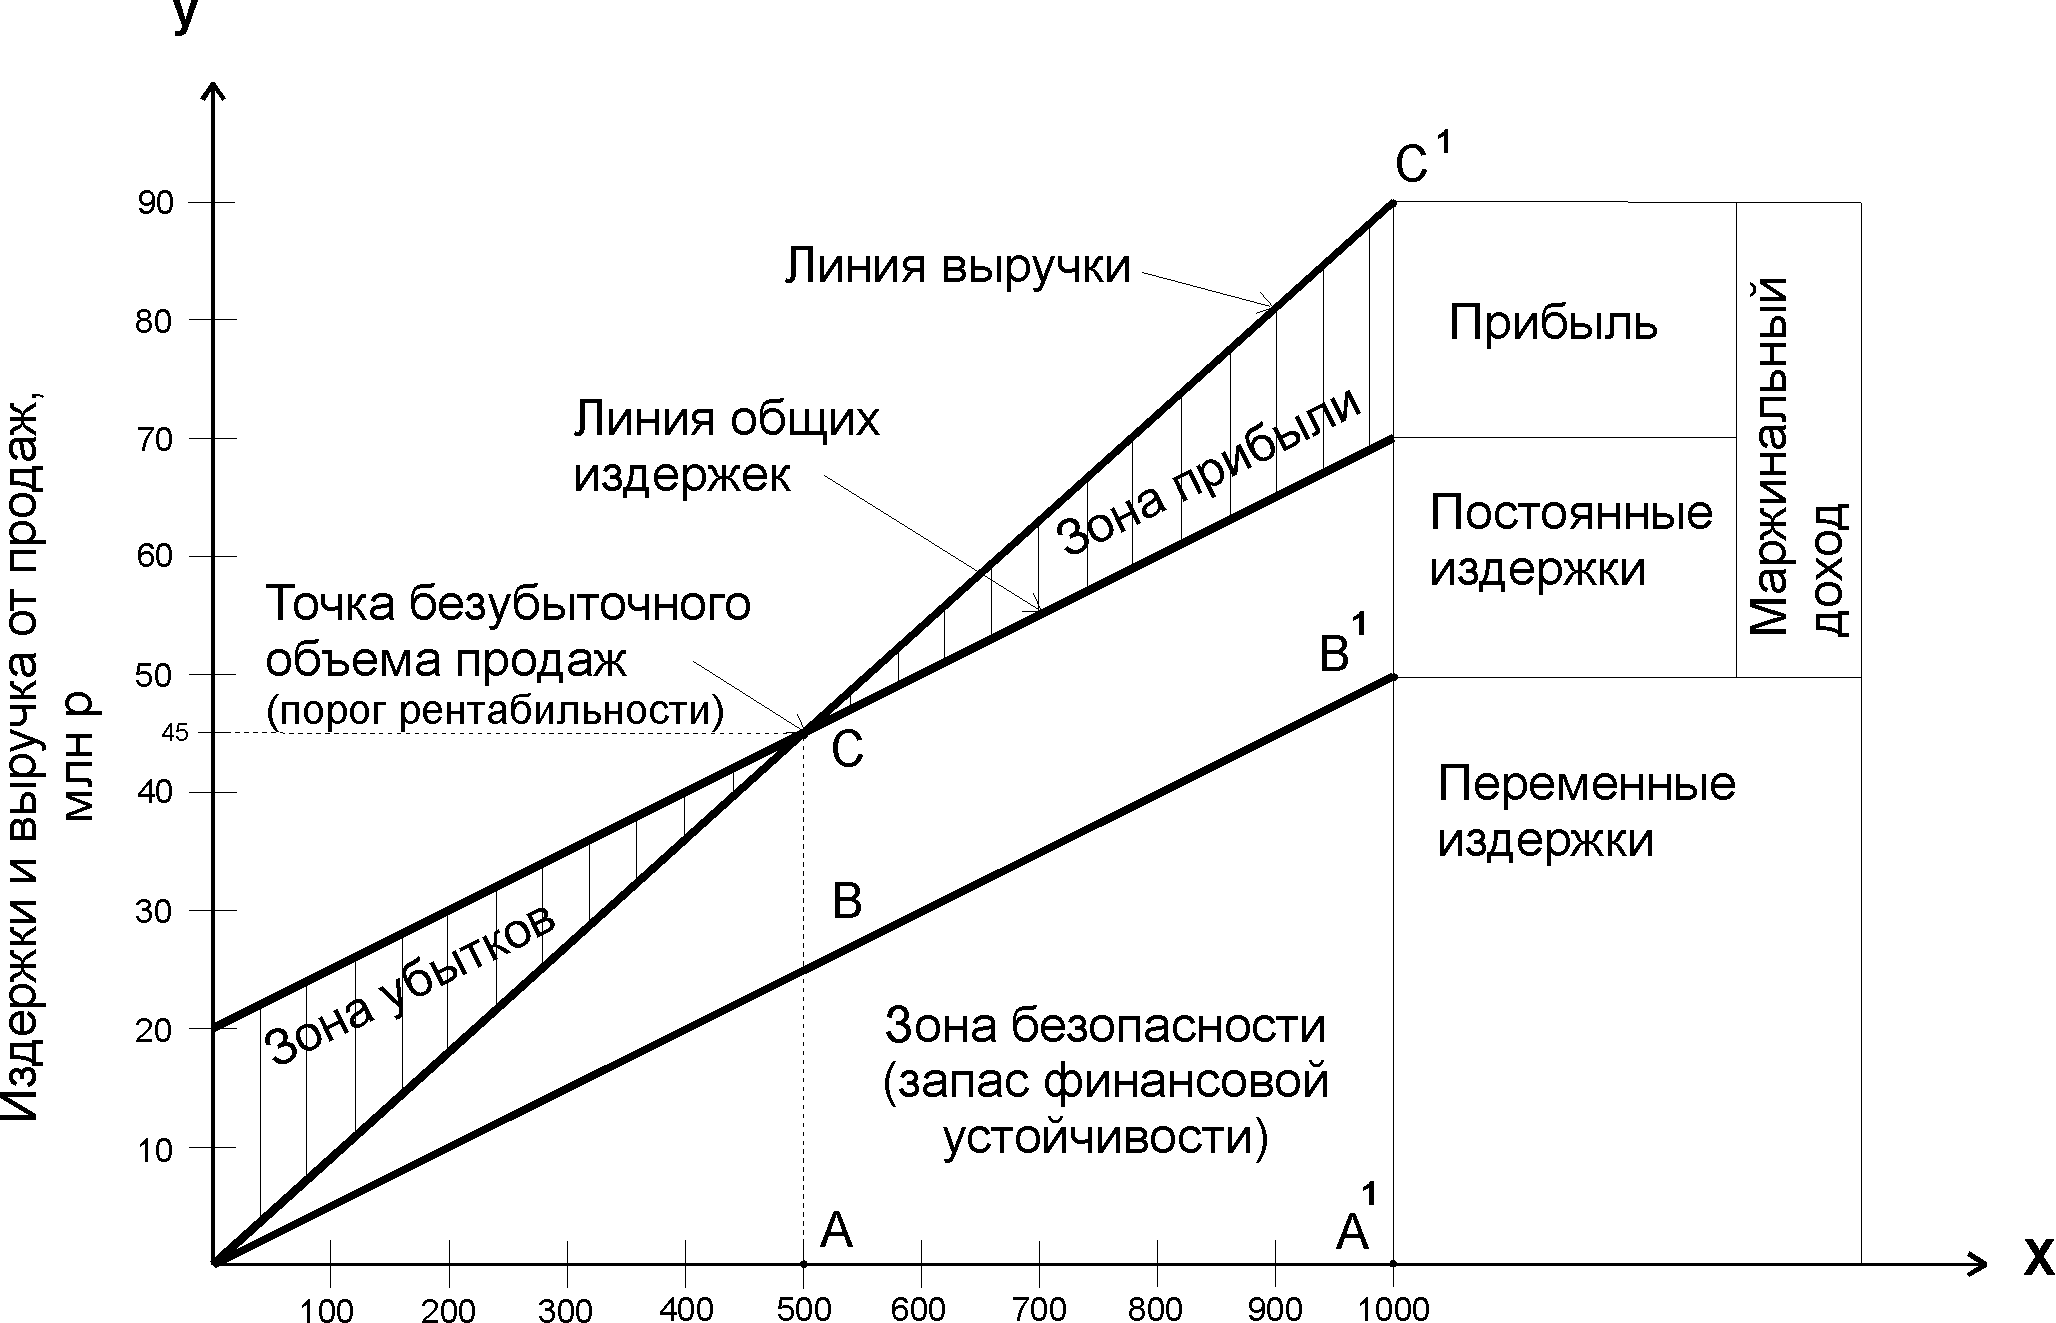 y
Издержки и выручка от продаж,
млн р
90
80
70
60
50
45
40
30
20
10
C 1
Линия выручки
Прибыль
Маржинальный
доход
Линия общих
издержек
Зона прибыли
Постоянные
издержки
Точка безубыточного
объема продаж
(порог рентабильности)
B 1
C
Переменные
издержки
B
Зона убытков
Зона безопасности
(запас финансовой
устойчивости)
A
A 1
x
100 200 300 400 500 600 700 800 900 1000